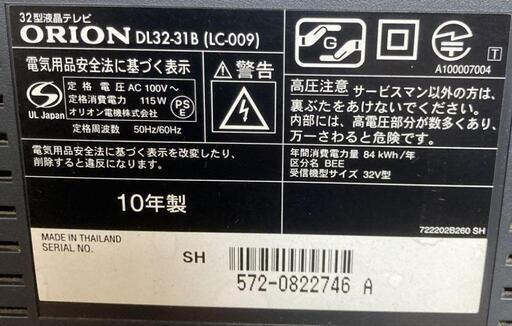 32型液晶テレビ
ORION DL32-31B (LC-009)
電気用品安全法に基づく表示
定格電圧 AC 100V～
定格消費電力 115W
オリオン電機株式会社
定格周波数 50Hz/60Hz
UL Japan
PS
E
電気用品安全法に基づく表示を改変したり、
削除すると違反になります。
警告
G
A100007004
T
高圧注意 サービスマン以外の方は、
裏ぶたをあけないでください。
内部には、高電圧部分が数多く、
万一さわると危険です。
年間消費電力量 84 kWh/年
区分名 BEE
受信機型サイズ 32V型
10年製
722202B260 SH
MADE IN THAILAND
SERIAL NO.
SH
572-0822746 A